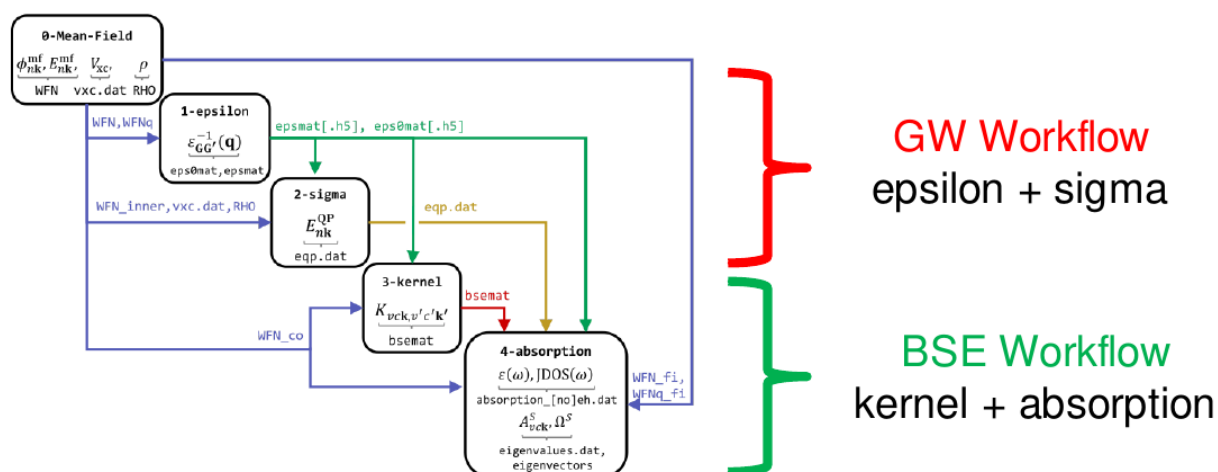 0-Mean-Field
ϕ^mf_nk, E^mf_nk, V_xc, ρ
WFN vxc.dat RHO
WFN,WFNq
1-epsilon
ε^-1_GG′(q)
eps0mat,epsmat
epsmat[.h5], eps0mat[.h5]
WFN_inner,vxc.dat,RHO
2-sigma
E^QP_nk
eqp.dat
eqp.dat
3-kernel
K_vck,v′c′k′
bsemat
bsemat
WFN_co
4-absorption
ε(ω),JDOS(ω)
absorption_[no]eh.dat
A^S_vck, Ω^S
eigenvalues.dat,
eigenvectors
WFN_fi,
WFNq_fi
GW Workflow
epsilon + sigma
BSE Workflow
kernel + absorption